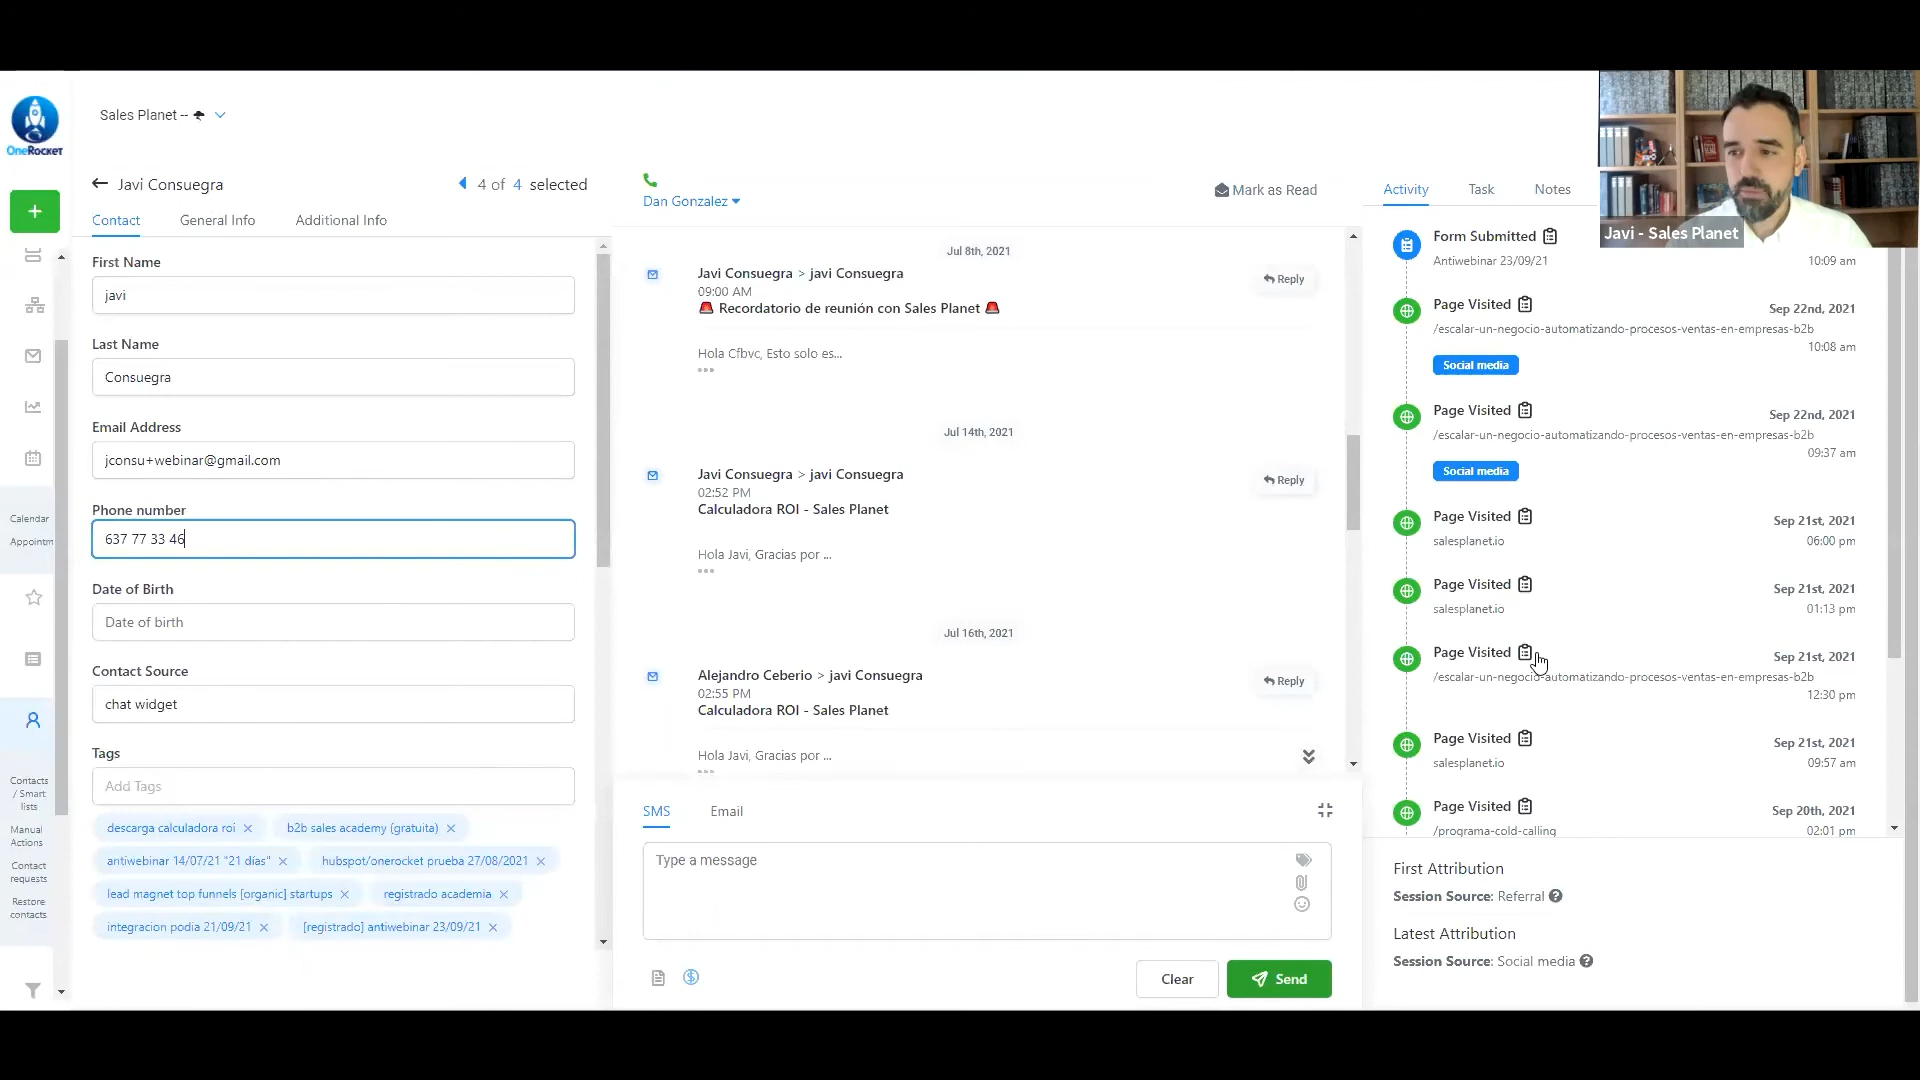 OneRocket
Sales Planet --
Javi Consuegra
4 of 4 selected
Contact
General Info
Additional Info
First Name
javi
Last Name
Consuegra
Email Address
jconsu+webinar@gmail.com
Phone number
637 77 33 46
Date of Birth
Date of birth
Contact Source
chat widget
Tags
Add Tags
descarga calculadora roi ×
b2b sales academy (gratuita) ×
antiwebinar 14/07/21 "21 días" ×
hubspot/onerocket prueba 27/08/2021 ×
lead magnet top funnels [organic] startups ×
registrado academia ×
integracion podia 21/09/21 ×
[registrado] antiwebinar 23/09/21 ×
Calendar
Appointm
Contacts
/ Smart
lists
Manual
Actions
Contact
requests
Restore
contacts
Dan Gonzalez
Mark as Read
Jul 8th, 2021
Javi Consuegra > javi Consuegra
Reply
09:00 AM
🚨 Recordatorio de reunión con Sales Planet 🚨
Hola Cfbvc, Esto solo es...
Jul 14th, 2021
Javi Consuegra > javi Consuegra
Reply
02:52 PM
Calculadora ROI - Sales Planet
Hola Javi, Gracias por ...
Jul 16th, 2021
Alejandro Ceberio > javi Consuegra
Reply
02:55 PM
Calculadora ROI - Sales Planet
Hola Javi, Gracias por ...
SMS
Email
Type a message
Clear
Send
Activity
Task
Notes
Javi - Sales Planet
Form Submitted
Antiwebinar 23/09/21
10:09 am
Page Visited
Sep 22nd, 2021
/escalar-un-negocio-automatizando-procesos-ventas-en-empresas-b2b
10:08 am
Social media
Page Visited
Sep 22nd, 2021
/escalar-un-negocio-automatizando-procesos-ventas-en-empresas-b2b
09:37 am
Social media
Page Visited
Sep 21st, 2021
salesplanet.io
06:00 pm
Page Visited
Sep 21st, 2021
salesplanet.io
01:13 pm
Page Visited
Sep 21st, 2021
/escalar-un-negocio-automatizando-procesos-ventas-en-empresas-b2b
12:30 pm
Page Visited
Sep 21st, 2021
salesplanet.io
09:57 am
Page Visited
Sep 20th, 2021
/programa-cold-calling
02:01 pm
First Attribution
Session Source: Referral
Latest Attribution
Session Source: Social media